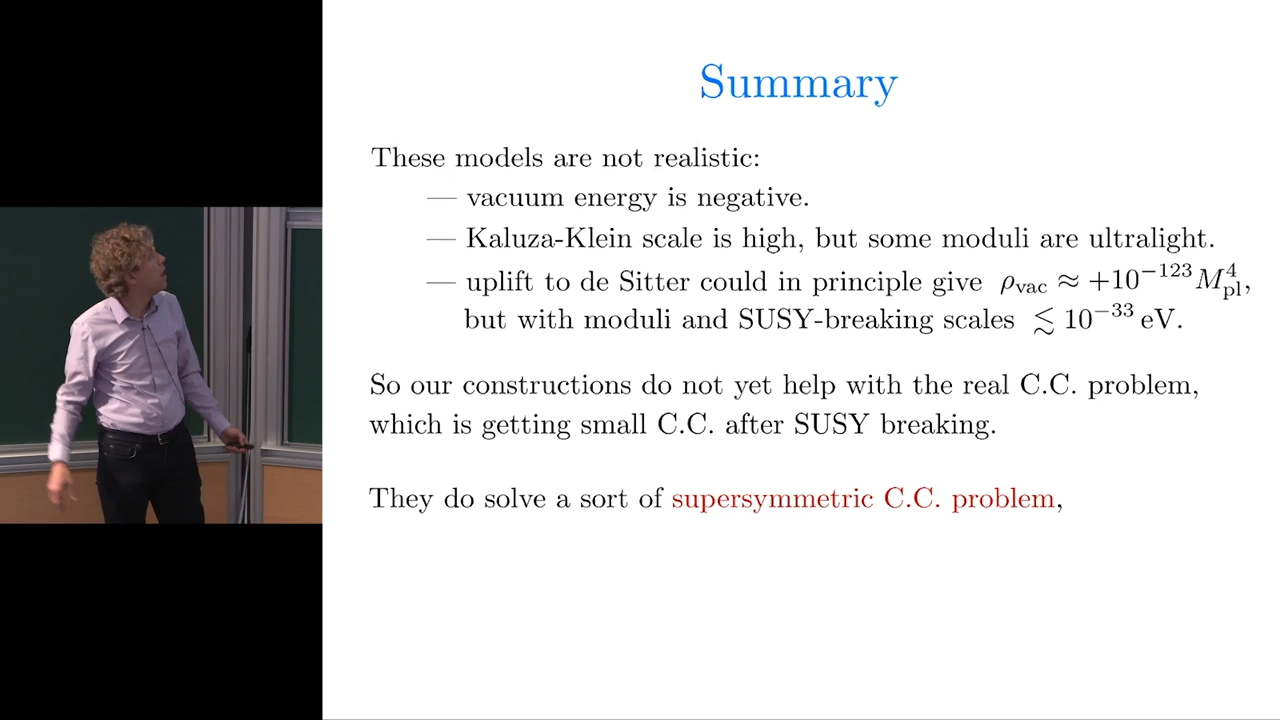 Summary
These models are not realistic:
— vacuum energy is negative.
— Kaluza-Klein scale is high, but some moduli are ultralight.
— uplift to de Sitter could in principle give ρ_vac ≈ +10^{−123} M_{pl}^4,
but with moduli and SUSY-breaking scales ≲ 10^{−33} eV.
So our constructions do not yet help with the real C.C. problem,
which is getting small C.C. after SUSY breaking.
They do solve a sort of supersymmetric C.C. problem,